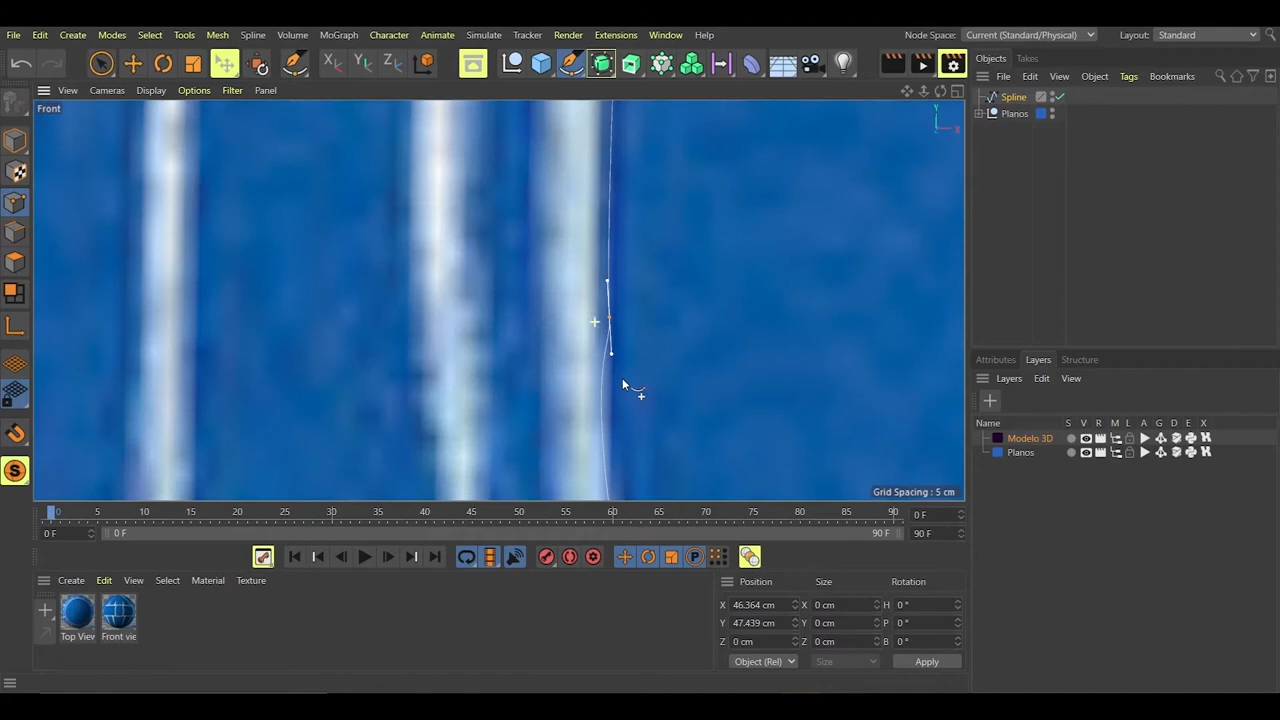 File Edit Create Modes Select Tools Mesh Spline Volume MoGraph Character Animate Simulate Tracker Render Extensions Window Help Node Space: Current (Standard/Physical) Layout: Standard
X Y Z
Objects Takes
View Cameras Display Options Filter Panel
File Edit View Object Tags Bookmarks
Front
Spline
Planos
Y
X
Attributes Layers Structure
Layers Edit View
Name S V R M L A G D E X
Modelo 3D
Planos
S
Grid Spacing : 5 cm
0 5 10 15 20 25 30 35 40 45 50 55 60 65 70 75 80 85 90 0 F
0 F 0 F 90 F 90 F
P
Create Edit View Select Material Texture
Position Size Rotation
X 46.364 cm X 0 cm H 0 °
Y 47.439 cm Y 0 cm P 0 °
Z 0 cm Z 0 cm B 0 °
Top View Front vie
Object (Rel) Size Apply